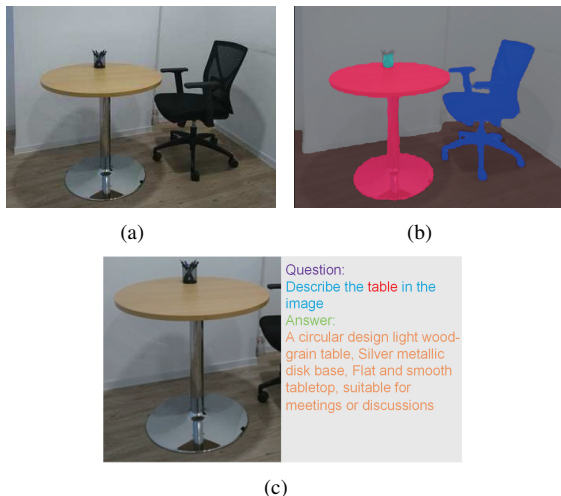 (a)
(b)
Question:
Describe the table in the
image
Answer:
A circular design light wood-
grain table, Silver metallic
disk base, Flat and smooth
tabletop, suitable for
meetings or discussions
(c)